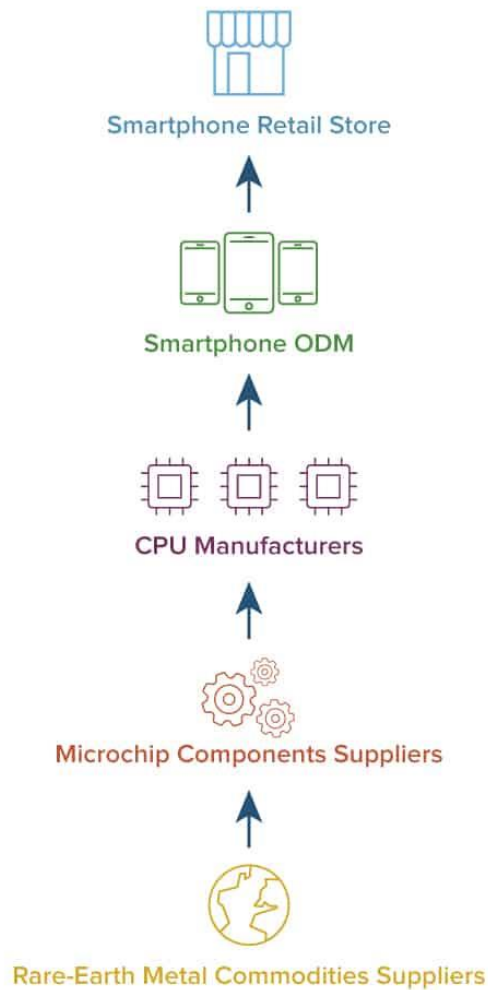 Smartphone Retail Store
Smartphone ODM
CPU Manufacturers
Microchip Components Suppliers
Rare-Earth Metal Commodities Suppliers